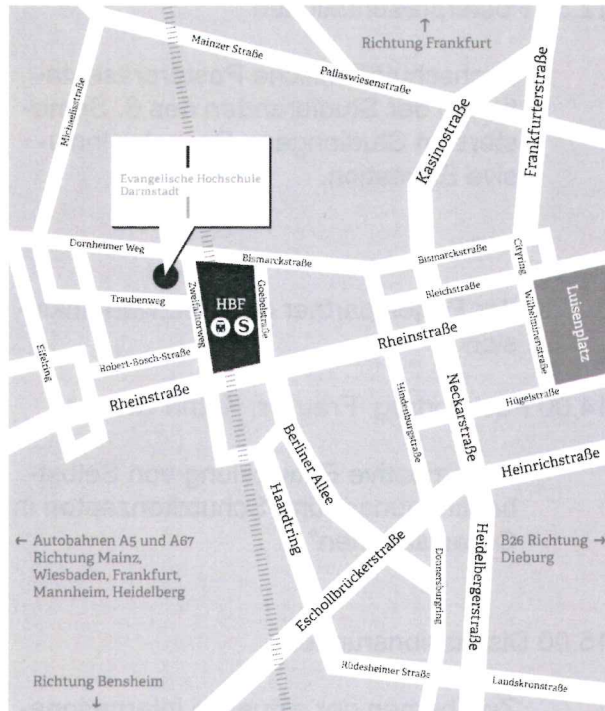 ↑
Richtung Frankfurt
Mainzer Straße
Pallaswiesenstraße
Michaelisstraße
Kasinostraße
Frankfurterstraße
Evangelische Hochschule
Darmstadt
Dornheimer Weg
Bismarckstraße
Bismarckstraße
Cityring
Traubenweg
Zweifalltorweg
HBF
S
Goebelstraße
Bleichstraße
Wilhelminenstraße
Luisenplatz
Rheinstraße
Eifelring
Robert-Bosch-Straße
Rheinstraße
Hindenburgstraße
Neckarstraße
Hügelstraße
Berliner Allee
Haardtring
Heinrichstraße
← Autobahnen A5 und A67
Richtung Mainz,
Wiesbaden, Frankfurt,
Mannheim, Heidelberg
Eschollbrückerstraße
Donnersbergring
Heidelbergerstraße
B26 Richtung →
Dieburg
Rüdesheimer Straße
Landskronstraße
Richtung Bensheim
↓